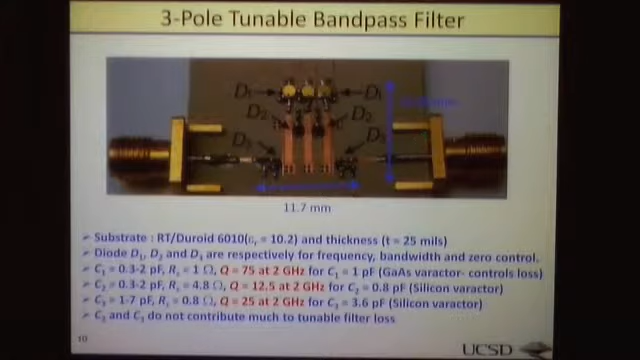 3-Pole Tunable Bandpass Filter
D₁ D₁
D₂ D₂
D₃ D₃
11.7 mm
➢ Substrate : RT/Duroid 6010(εᵣ = 10.2) and thickness (t = 25 mils)
➢ Diode D₁, D₂ and D₃ are respectively for frequency, bandwidth and zero control.
➢ C₁ = 0.3-2 pF, R₁ = 1 Ω, Q = 75 at 2 GHz for C₁ = 1 pF (GaAs varactor- controls loss)
➢ C₂ = 0.3-2 pF, Rₛ = 4.8 Ω, Q = 12.5 at 2 GHz for C₂ = 0.8 pF (Silicon varactor)
➢ C₃ = 1-7 pF, Rₛ = 0.8 Ω, Q = 25 at 2 GHz for C₃ = 3.6 pF (Silicon varactor)
➢ C₂ and C₃ do not contribute much to tunable filter loss
10
UCSD